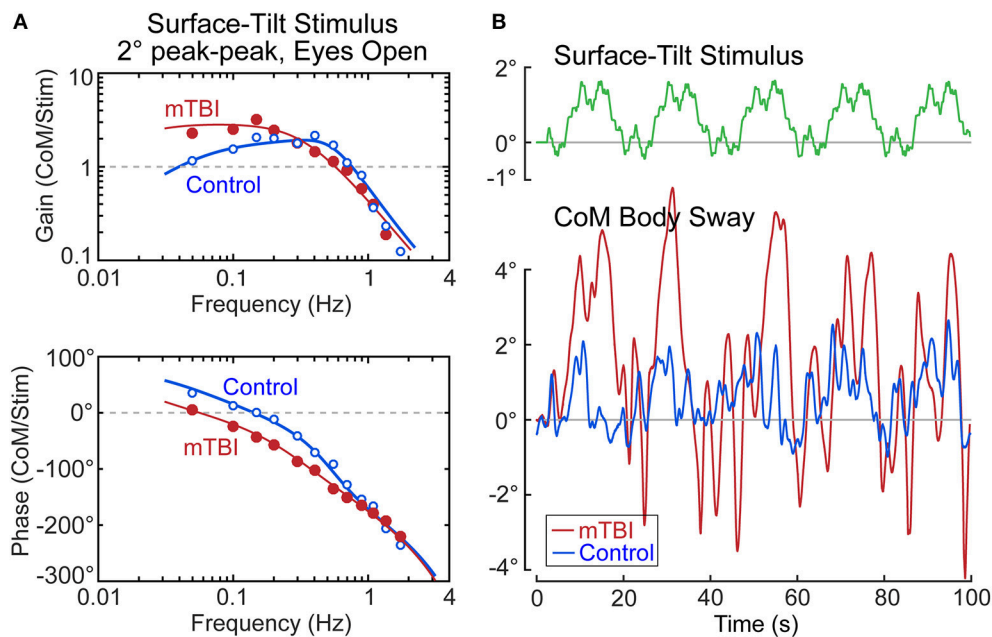 A
Surface-Tilt Stimulus
2° peak-peak, Eyes Open
Gain (CoM/Stim)
10
1
0.1
mTBI
Control
0.01
0.1
1
4
Frequency (Hz)
Phase (CoM/Stim)
100°
0°
-100°
-200°
-300°
Control
mTBI
0.01
0.1
1
4
Frequency (Hz)
B
Surface-Tilt Stimulus
1°
0°
-1°
CoM Body Sway
4°
2°
0°
-2°
-4°
mTBI
Control
0
20
40
60
80
100
Time (s)